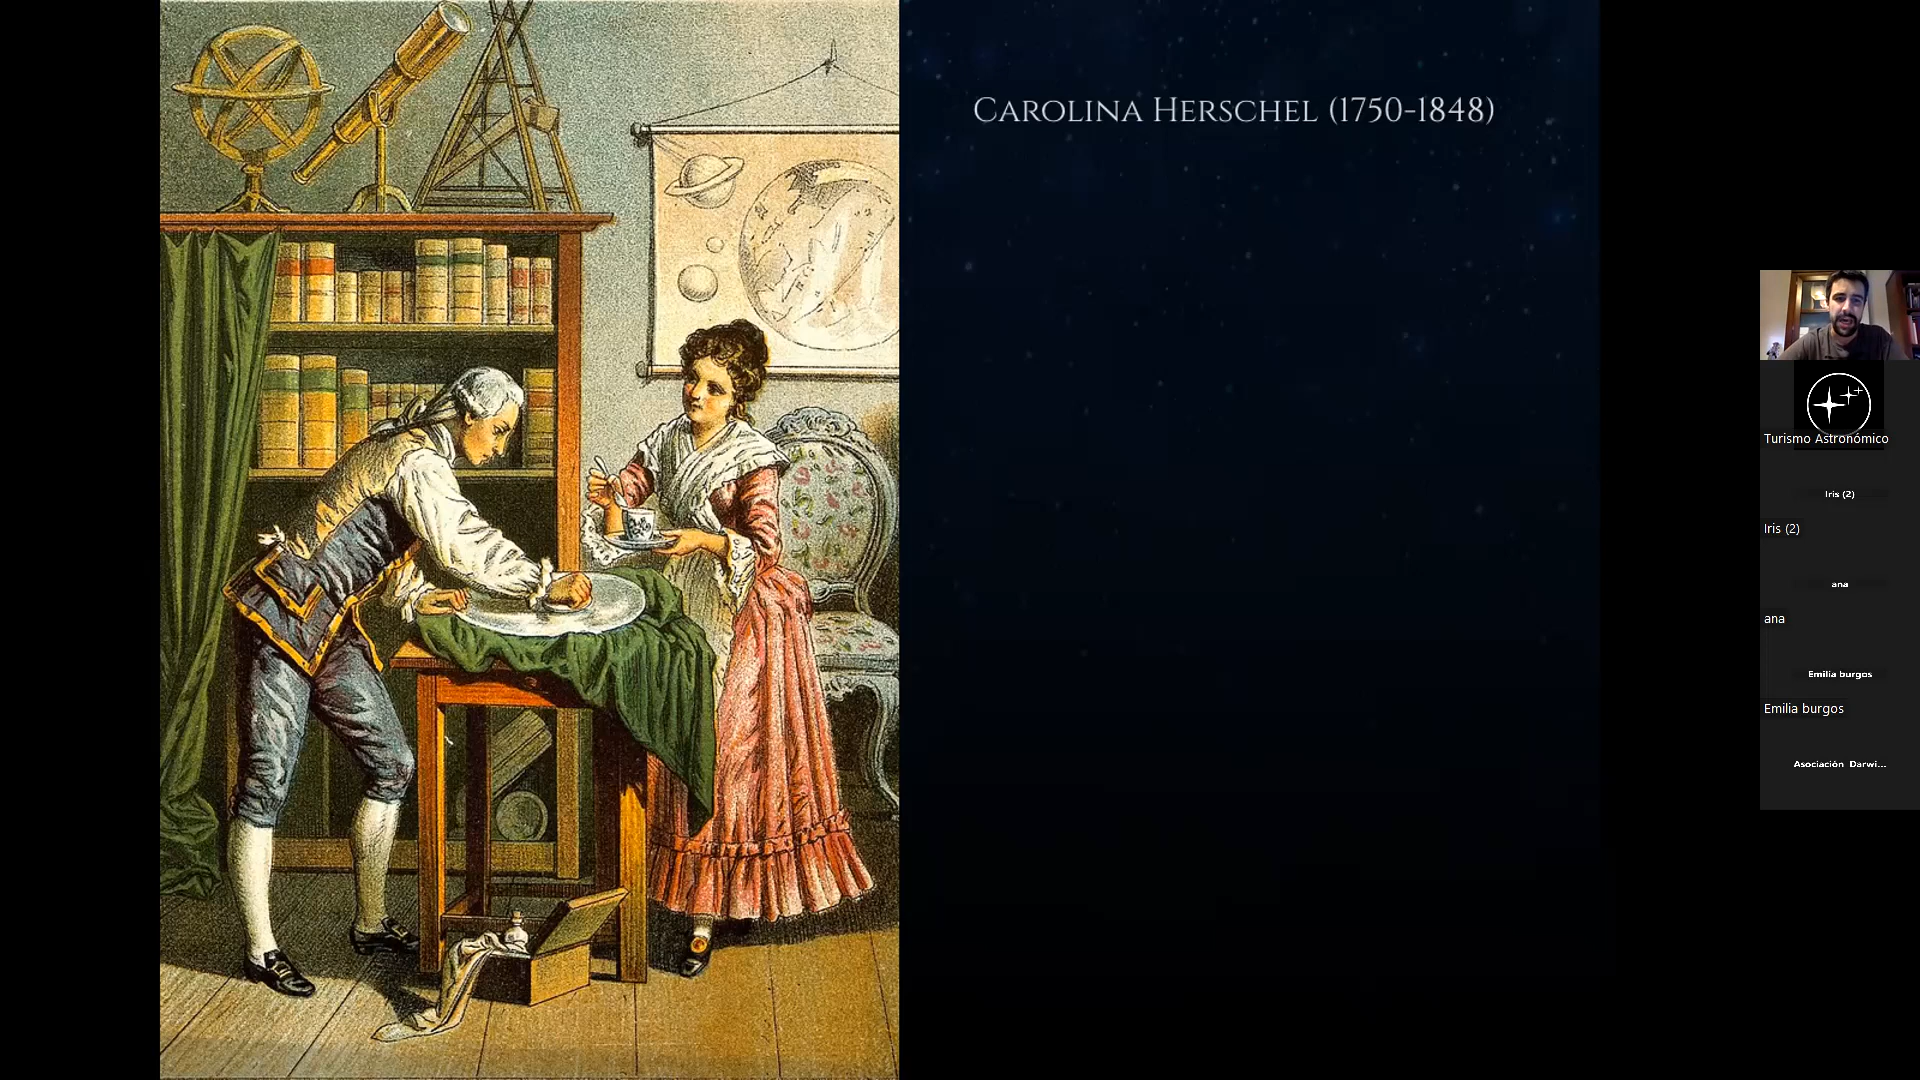 Carolina Herschel (1750-1848)
Turismo Astronómico
Iris (2)
Iris (2)
ana
ana
Emilia burgos
Emilia burgos
Asociación Darwi...